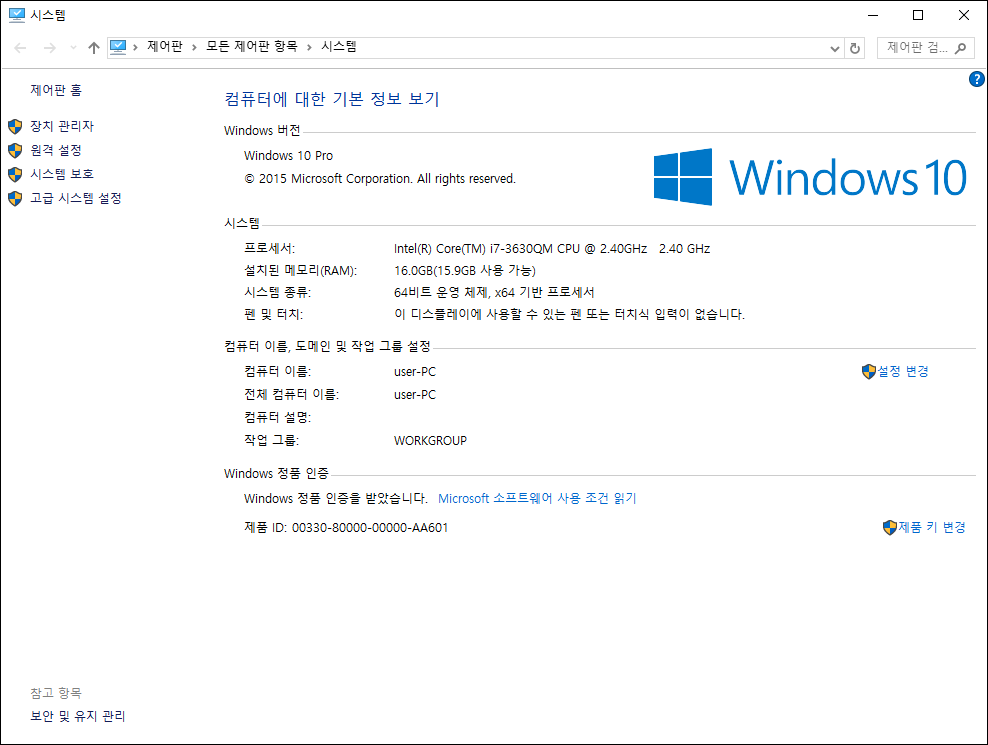 시스템
제어판 > 모든 제어판 항목 > 시스템
제어판 검...
제어판 홈
장치 관리자
원격 설정
시스템 보호
고급 시스템 설정
컴퓨터에 대한 기본 정보 보기
Windows 버전
Windows 10 Pro
© 2015 Microsoft Corporation. All rights reserved.
Windows 10
시스템
프로세서: Intel(R) Core(TM) i7-3630QM CPU @ 2.40GHz 2.40 GHz
설치된 메모리(RAM): 16.0GB(15.9GB 사용 가능)
시스템 종류: 64비트 운영 체제, x64 기반 프로세서
펜 및 터치: 이 디스플레이에 사용할 수 있는 펜 또는 터치식 입력이 없습니다.
컴퓨터 이름, 도메인 및 작업 그룹 설정
컴퓨터 이름: user-PC 설정 변경
전체 컴퓨터 이름: user-PC
컴퓨터 설명:
작업 그룹: WORKGROUP
Windows 정품 인증
Windows 정품 인증을 받았습니다. Microsoft 소프트웨어 사용 조건 읽기
제품 ID: 00330-80000-00000-AA601 제품 키 변경
참고 항목
보안 및 유지 관리